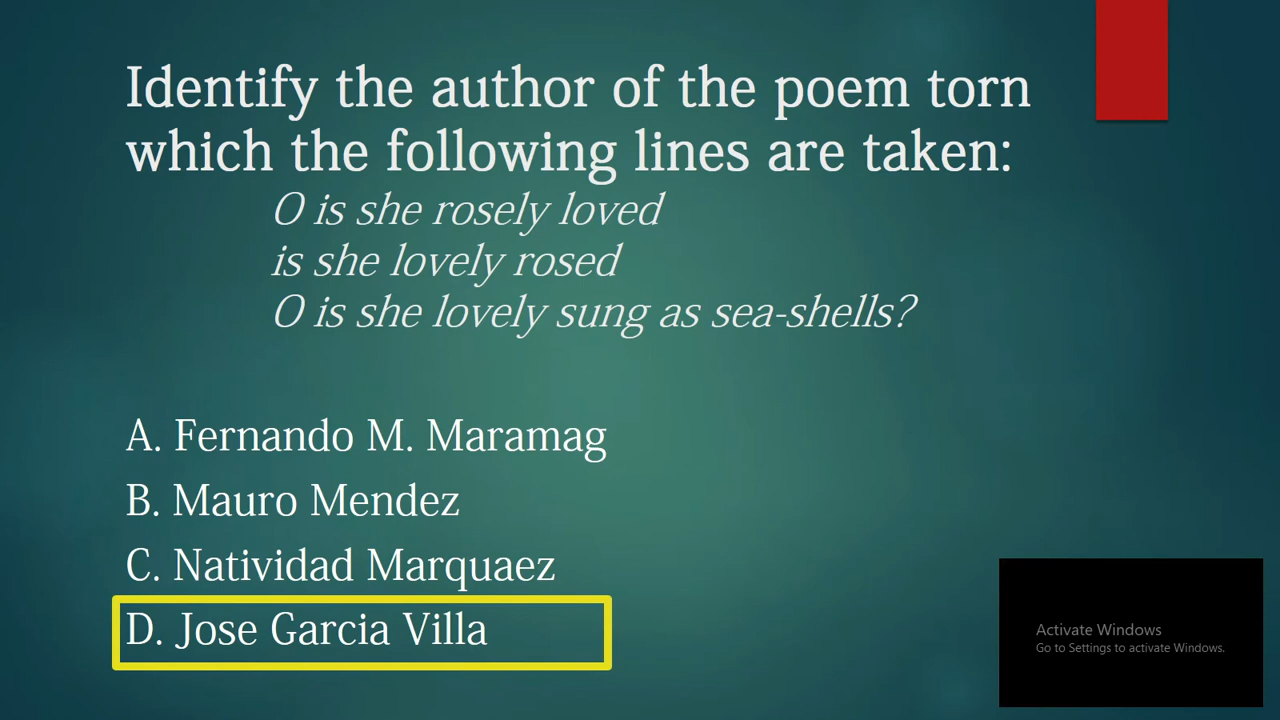 Identify the author of the poem torn
which the following lines are taken:
O is she rosely loved
is she lovely rosed
O is she lovely sung as sea-shells?
A. Fernando M. Maramag
B. Mauro Mendez
C. Natividad Marquaez
D. Jose Garcia Villa
Activate Windows
Go to Settings to activate Windows.